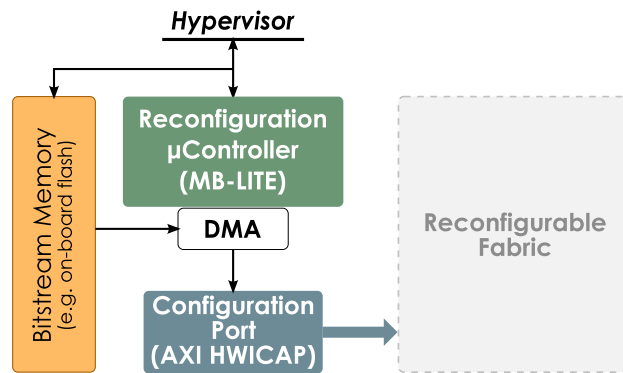 Hypervisor
Bitstream Memory
(e.g. on-board flash)
Reconfiguration
µController
(MB-LITE)
DMA
Configuration
Port
(AXI HWICAP)
Reconfigurable
Fabric